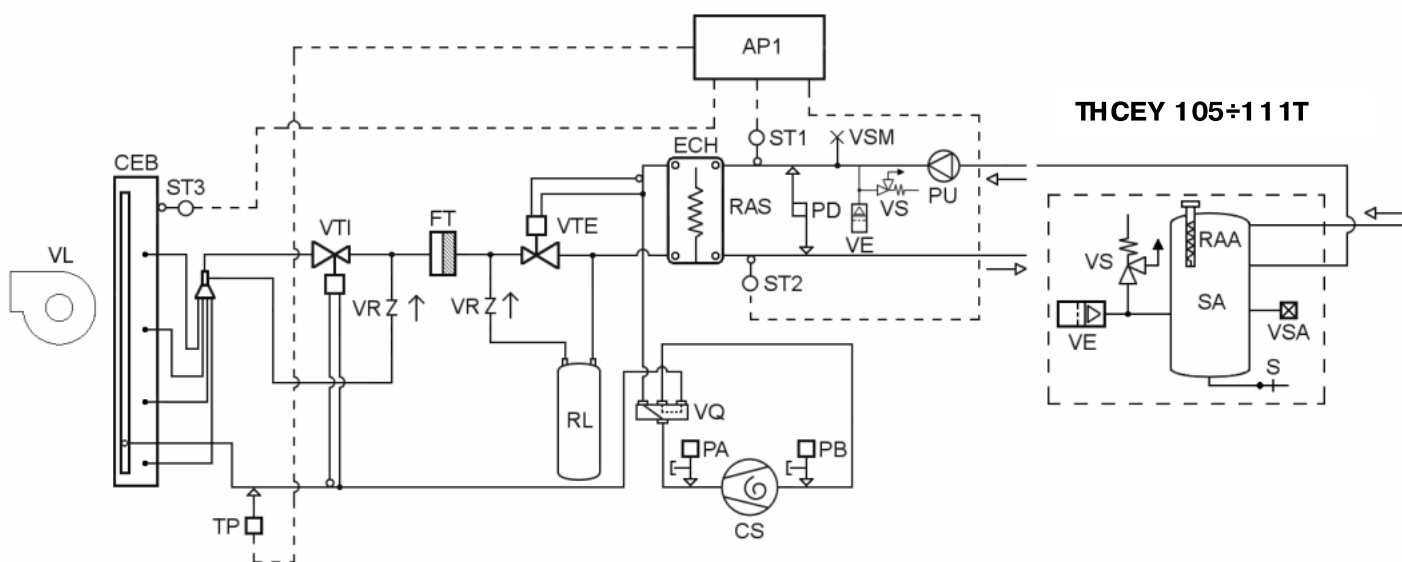 AP1
THCEY 105÷111T
ST1
VSM
ECH
CEB
ST3
RAS
PD
VS
PU
VE
VTI
FT
VTE
VL
RAA
VS
SA
VR
VR
ST2
VE
VSA
S
RL
VQ
PA
PB
TP
CS